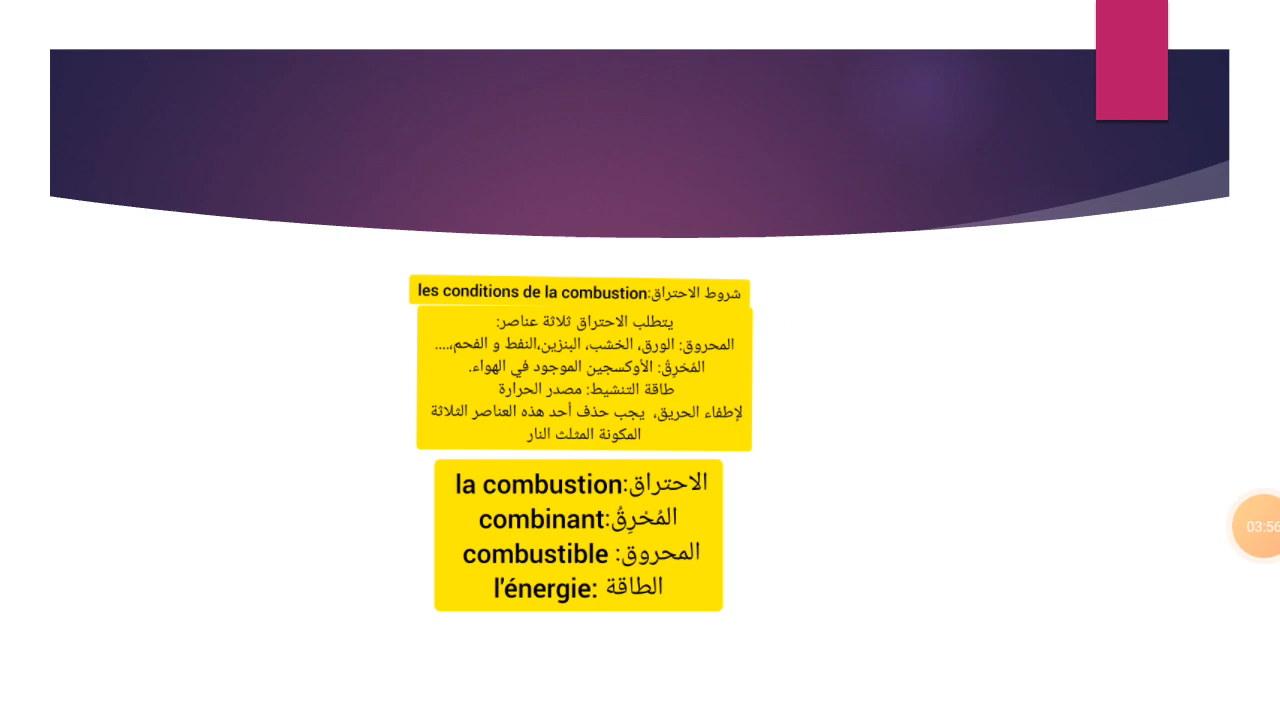 شروط الاحتراق:les conditions de la combustion
يتطلب الاحتراق ثلاثة عناصر:
المحروق: الورق، الخشب، البنزين،النفط و الفحم،....
المُحْرِقُ: الأوكسجين الموجود في الهواء.
طاقة التنشيط: مصدر الحرارة
لإطفاء الحريق، يجب حذف أحد هذه العناصر الثلاثة
المكونة المثلث النار
الاحتراق:la combustion
المُحْرِقُ:combinant
المحروق: combustible
الطاقة :l'énergie
03:56